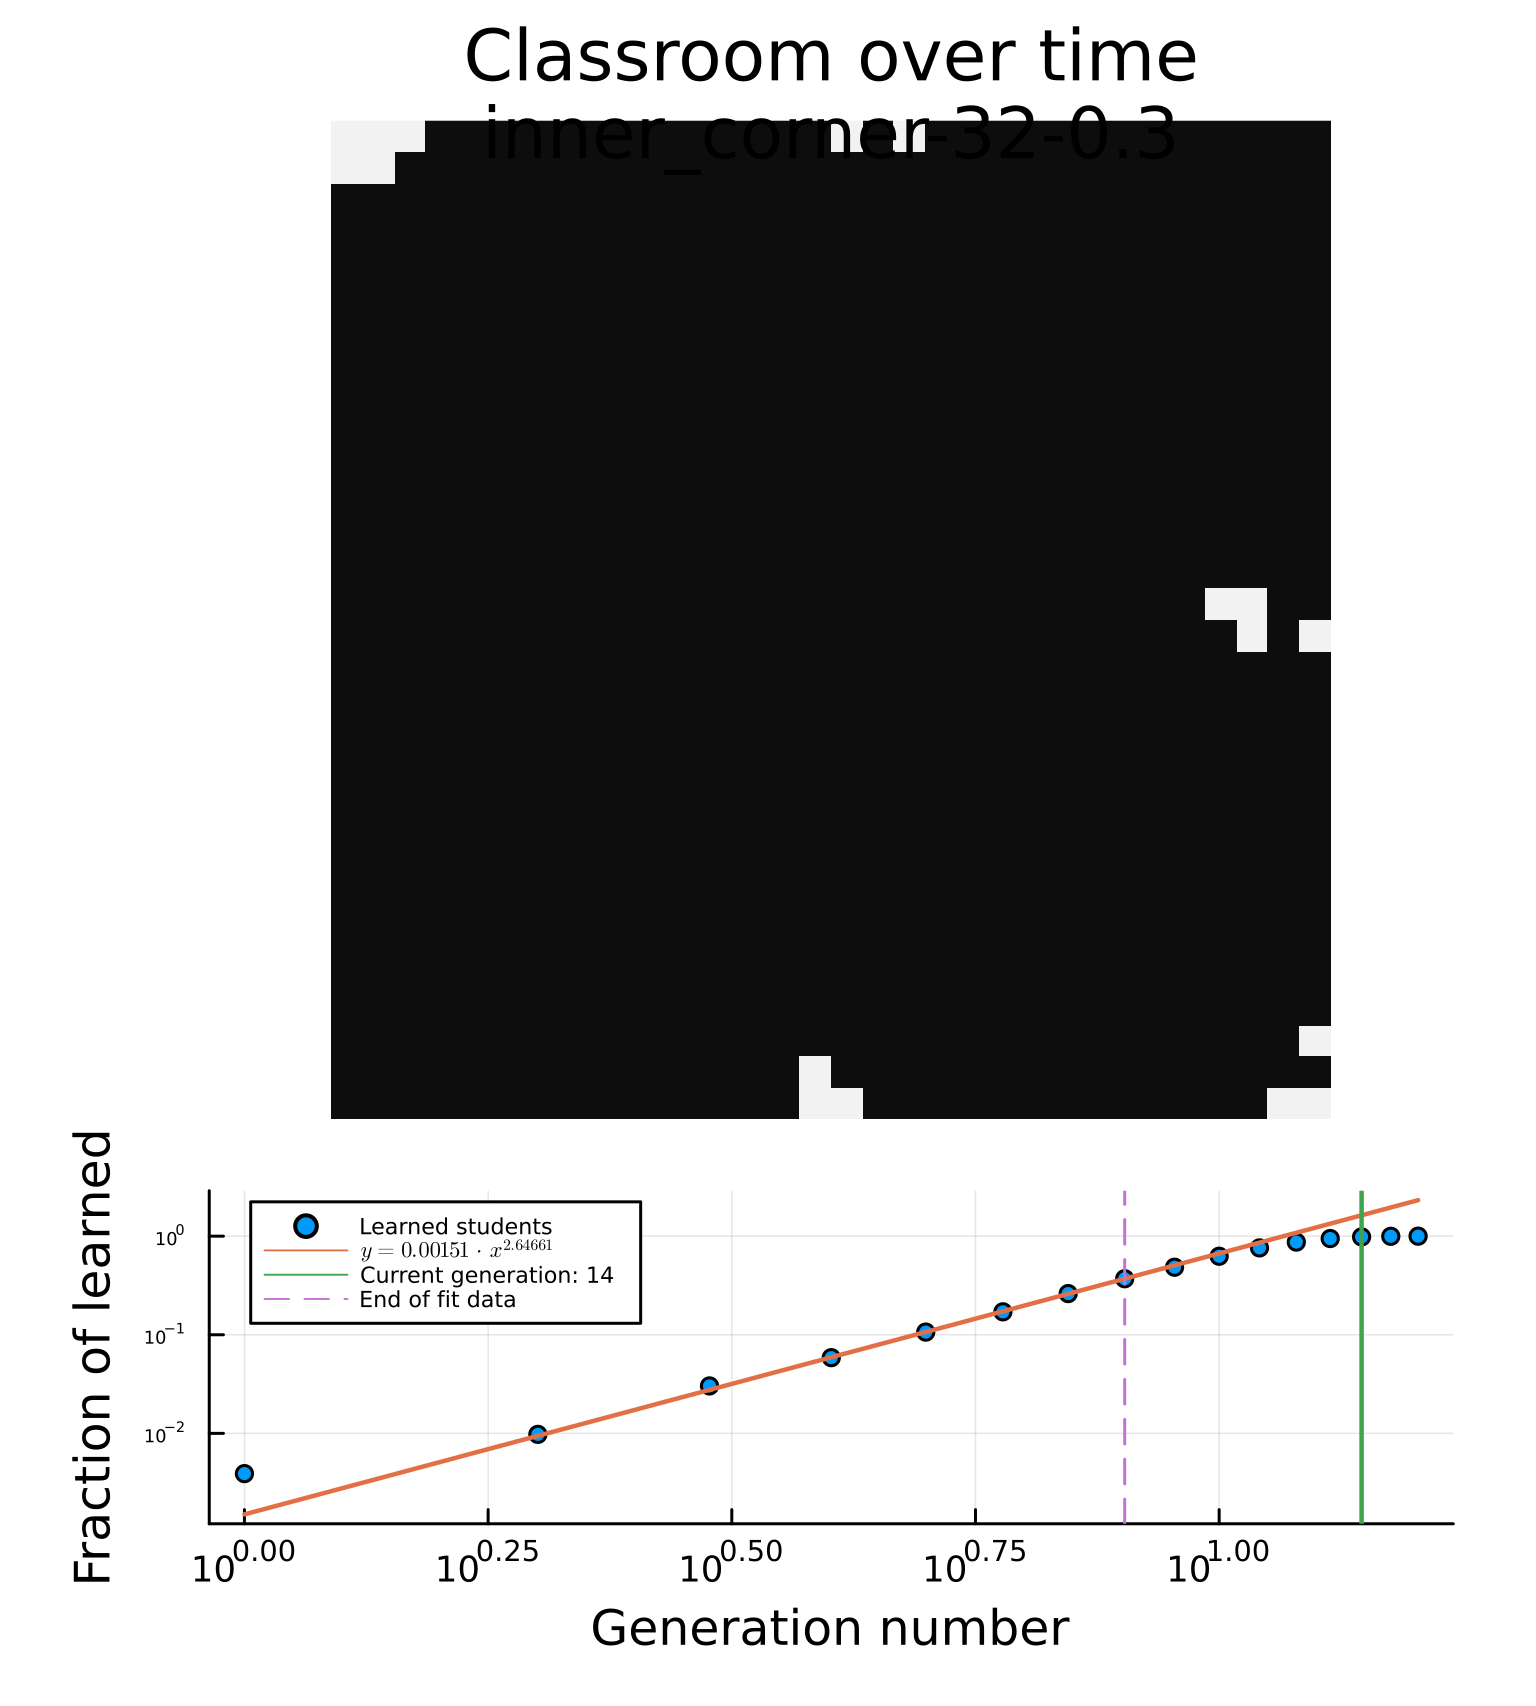 Classroom over time
inner_corner-32-0.3
Fraction of learned
10^0
10^−1
10^−2
Learned students
y = 0.00151 · x^2.64661
Current generation: 14
End of fit data
10^0.00 10^0.25 10^0.50 10^0.75 10^1.00
Generation number